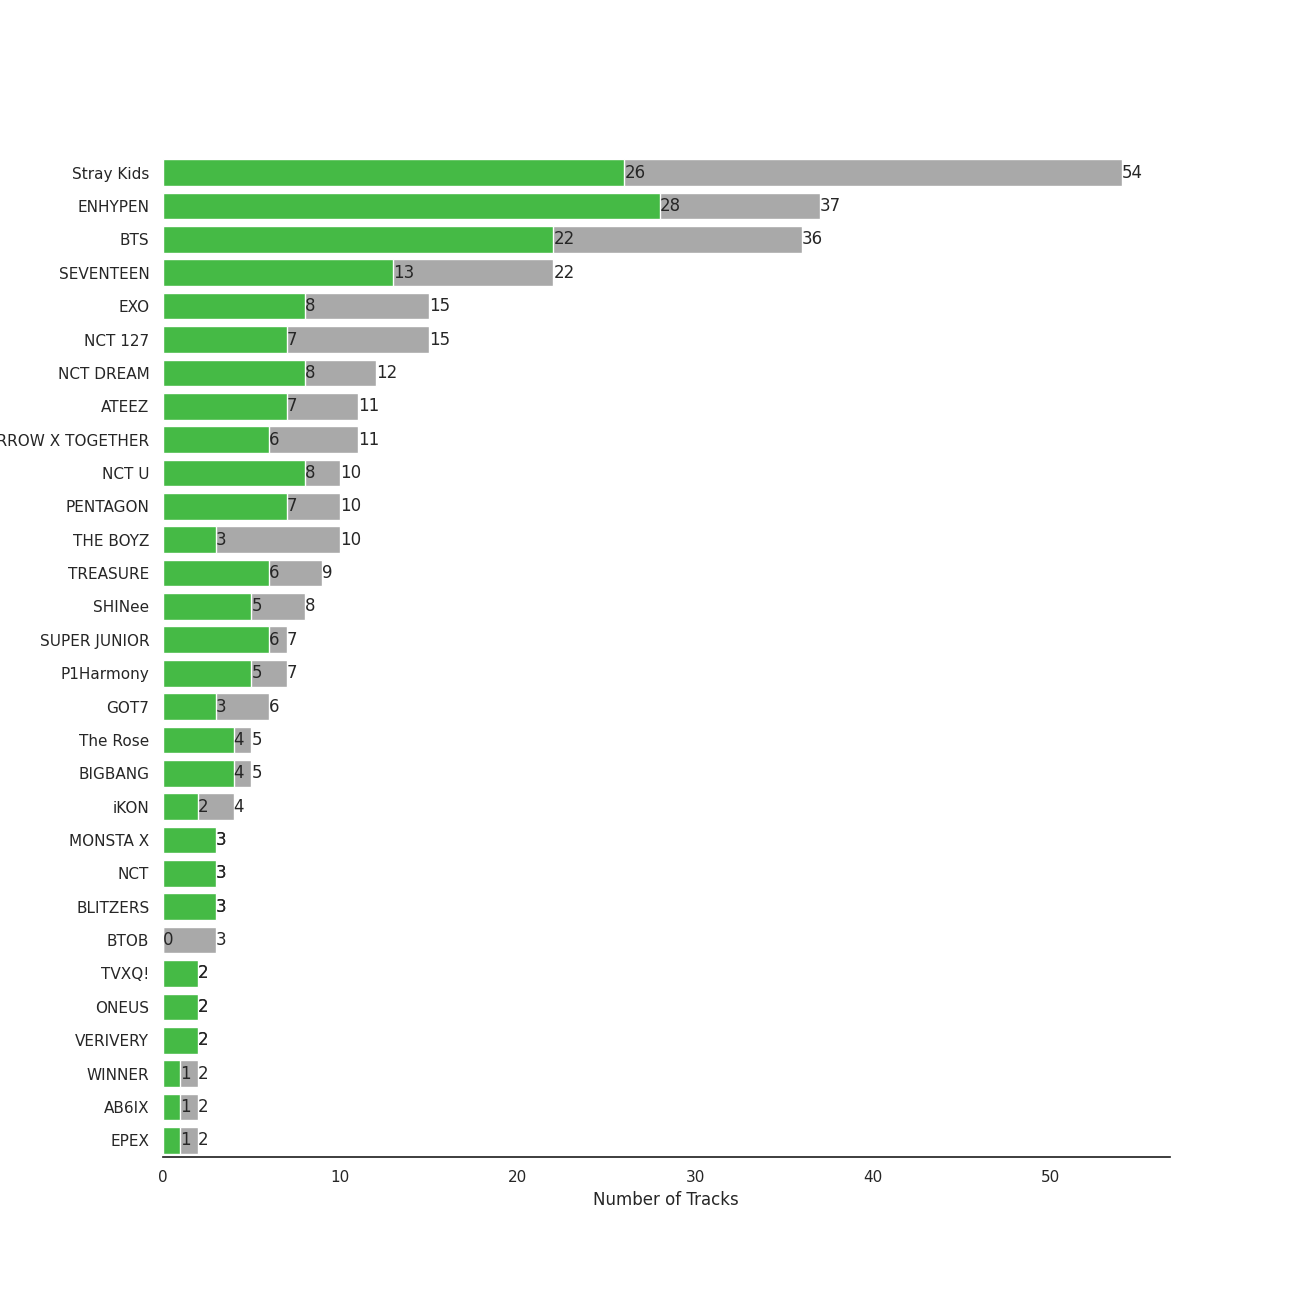 Stray Kids 26 54
ENHYPEN 28 37
BTS 22 36
SEVENTEEN 13 22
EXO 8 15
NCT 127 7 15
NCT DREAM 8 12
ATEEZ 7 11
RROW X TOGETHER 6 11
NCT U 8 10
PENTAGON 7 10
THE BOYZ 3 10
TREASURE 6 9
SHINee 5 8
SUPER JUNIOR 6 7
P1Harmony 5 7
GOT7 3 6
The Rose 4 5
BIGBANG 4 5
iKON 2 4
MONSTA X 3
NCT 3
BLITZERS 3
BTOB 0 3
TVXQ! 2
ONEUS 2
VERIVERY 2
WINNER 1 2
AB6IX 1 2
EPEX 1 2
0 10 20 30 40 50
Number of Tracks